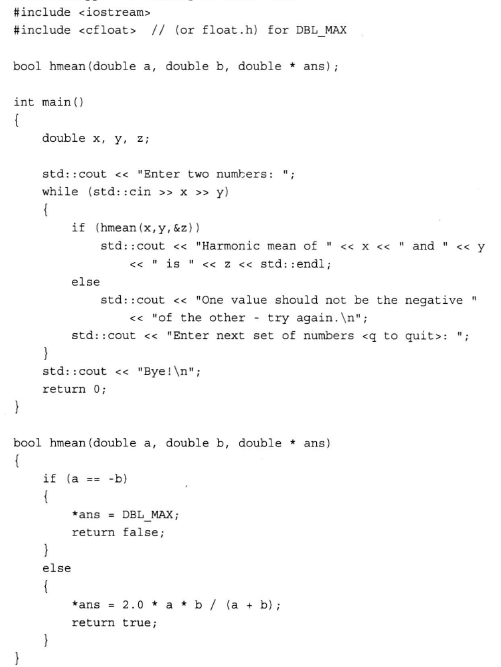 #include <iostream>
#include <cfloat>  // (or float.h) for DBL_MAX

bool hmean(double a, double b, double * ans);

int main()
{
    double x, y, z;

    std::cout << "Enter two numbers: ";
    while (std::cin >> x >> y)
    {
        if (hmean(x,y,&z))
            std::cout << "Harmonic mean of " << x << " and " << y
                << " is " << z << std::endl;
        else
            std::cout << "One value should not be the negative "
                << "of the other - try again.\n";
        std::cout << "Enter next set of numbers <q to quit>: ";
    }
    std::cout << "Bye!\n";
    return 0;
}

bool hmean(double a, double b, double * ans)
{
    if (a == -b)
    {
        *ans = DBL_MAX;
        return false;
    }
    else
    {
        *ans = 2.0 * a * b / (a + b);
        return true;
    }
}